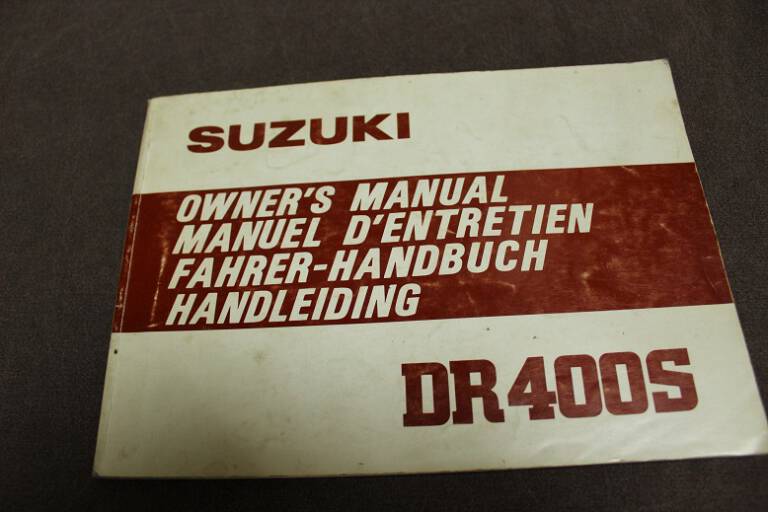 SUZUKI
OWNER'S MANUAL
MANUEL D'ENTRETIEN
FAHRER-HANDBUCH
HANDLEIDING
DR400S